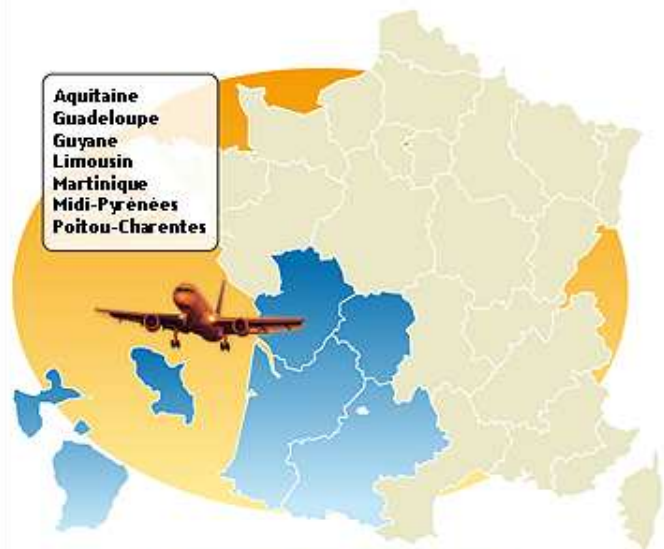 Aquitaine
Guadeloupe
Guyane
Limousin
Martinique
Midi-Pyrénées
Poitou-Charentes